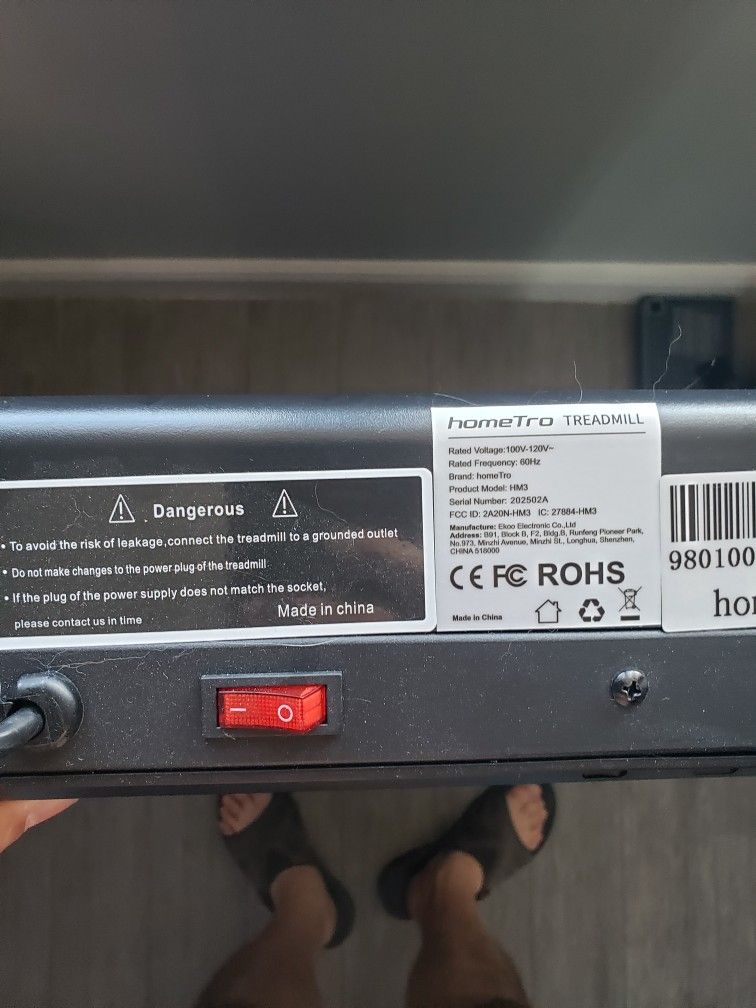 Dangerous
• To avoid the risk of leakage,connect the treadmill to a grounded outlet
• Do not make changes to the power plug of the treadmill
• If the plug of the power supply does not match the socket,
please contact us in time
Made in china
homeTro TREADMILL
Rated Voltage:100V-120V~
Rated Frequency: 60Hz
Brand: homeTro
Product Model: HM3
Serial Number: 202502A
FCC ID: 2A20N-HM3 IC: 27884-HM3
Manufacture: Ekoo Electronic Co.,Ltd
Address: B91, Block B, F2, Bldg.B, Runfeng Pioneer Park,
No.973, Minzhi Avenue, Minzhi St., Longhua, Shenzhen,
CHINA 518000
CE FC ROHS
Made in China
980100
hor
I O